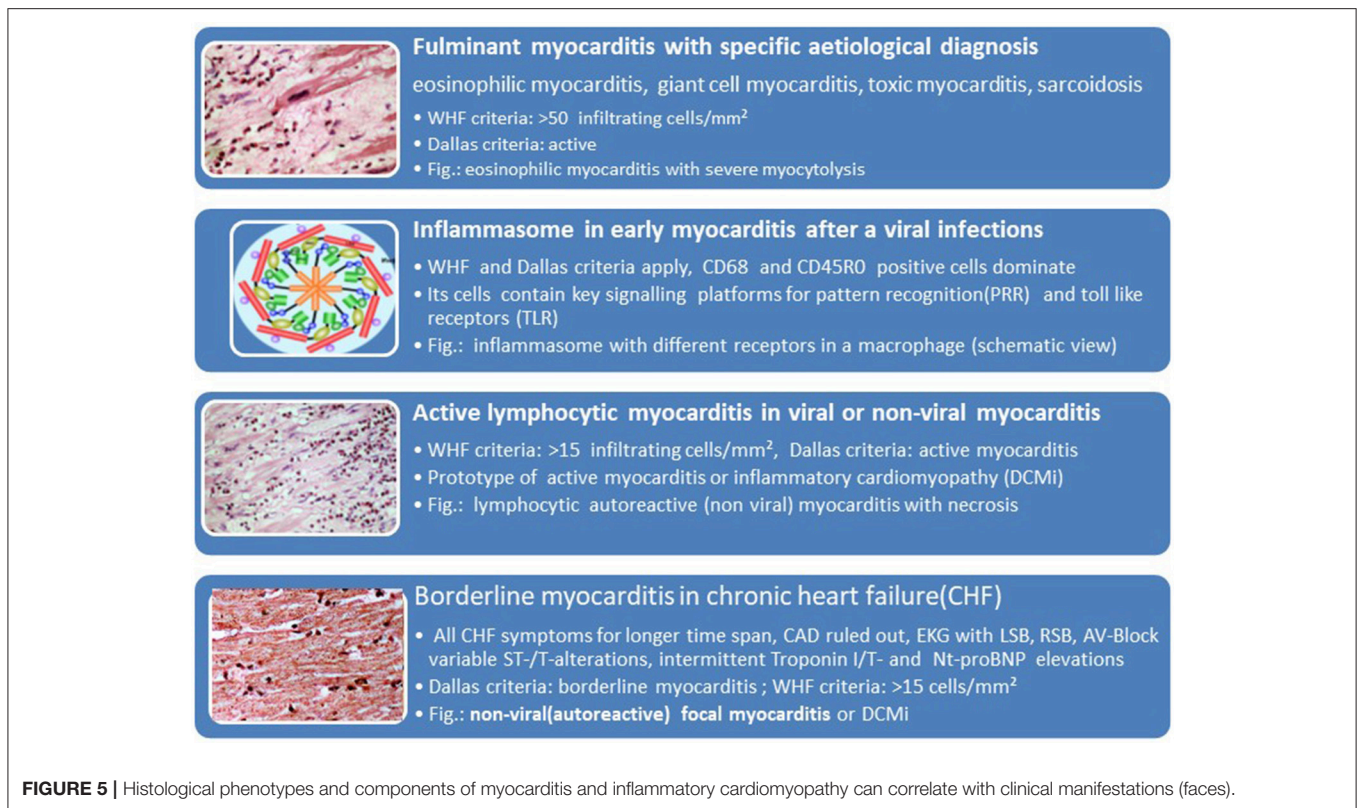 Fulminant myocarditis with specific aetiological diagnosis
eosinophilic myocarditis, giant cell myocarditis, toxic myocarditis, sarcoidosis
• WHF criteria: >50 infiltrating cells/mm²
• Dallas criteria: active
• Fig.: eosinophilic myocarditis with severe myocytolysis
Inflammasome in early myocarditis after a viral infections
• WHF and Dallas criteria apply, CD68 and CD45R0 positive cells dominate
• Its cells contain key signalling platforms for pattern recognition(PRR) and toll like
receptors (TLR)
• Fig.: inflammasome with different receptors in a macrophage (schematic view)
Active lymphocytic myocarditis in viral or non-viral myocarditis
• WHF criteria: >15 infiltrating cells/mm², Dallas criteria: active myocarditis
• Prototype of active myocarditis or inflammatory cardiomyopathy (DCMi)
• Fig.: lymphocytic autoreactive (non viral) myocarditis with necrosis
Borderline myocarditis in chronic heart failure(CHF)
• All CHF symptoms for longer time span, CAD ruled out, EKG with LSB, RSB, AV-Block
variable ST-/T-alterations, intermittent Troponin I/T- and Nt-proBNP elevations
• Dallas criteria: borderline myocarditis ; WHF criteria: >15 cells/mm²
• Fig.: non-viral(autoreactive) focal myocarditis or DCMi
FIGURE 5 | Histological phenotypes and components of myocarditis and inflammatory cardiomyopathy can correlate with clinical manifestations (faces).